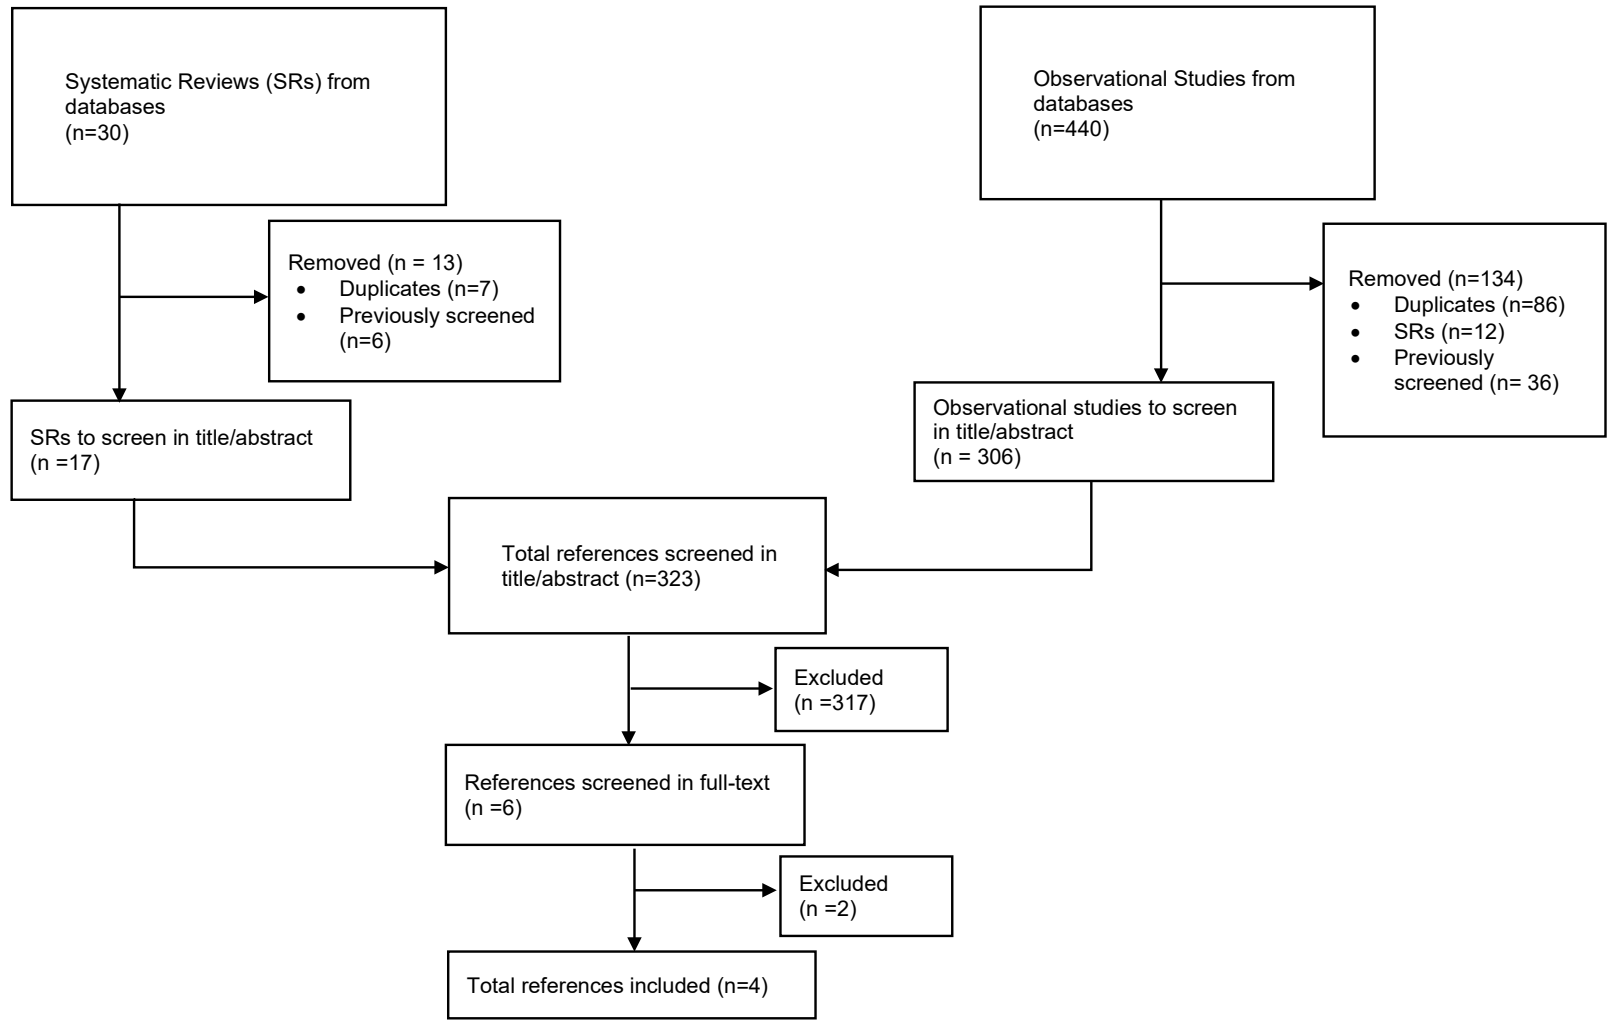 Systematic Reviews (SRs) from
databases
(n=30)
Observational Studies from
databases
(n=440)
Removed (n = 13)
• Duplicates (n=7)
• Previously screened
(n=6)
Removed (n=134)
• Duplicates (n=86)
• SRs (n=12)
• Previously
screened (n= 36)
SRs to screen in title/abstract
(n =17)
Observational studies to screen
in title/abstract
(n = 306)
Total references screened in
title/abstract (n=323)
Excluded
(n =317)
References screened in full-text
(n =6)
Excluded
(n =2)
Total references included (n=4)